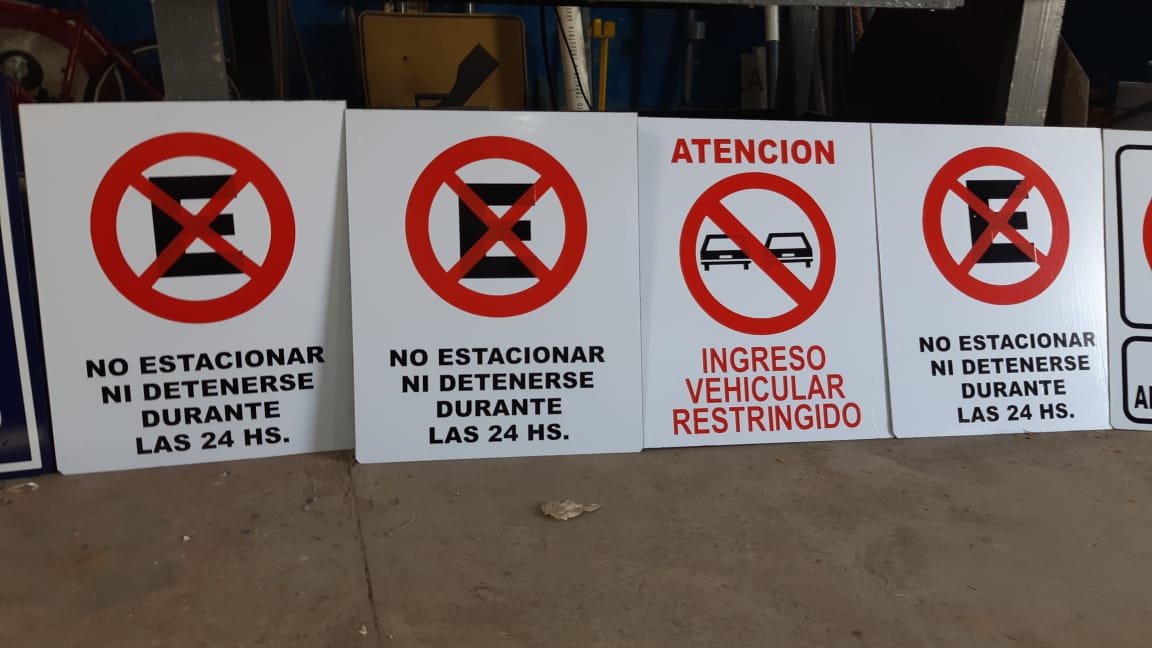 E
NO ESTACIONAR
NI DETENERSE
DURANTE
LAS 24 HS.
E
NO ESTACIONAR
NI DETENERSE
DURANTE
LAS 24 HS.
ATENCION
INGRESO
VEHICULAR
RESTRINGIDO
E
NO ESTACIONAR
NI DETENERSE
DURANTE
LAS 24 HS.